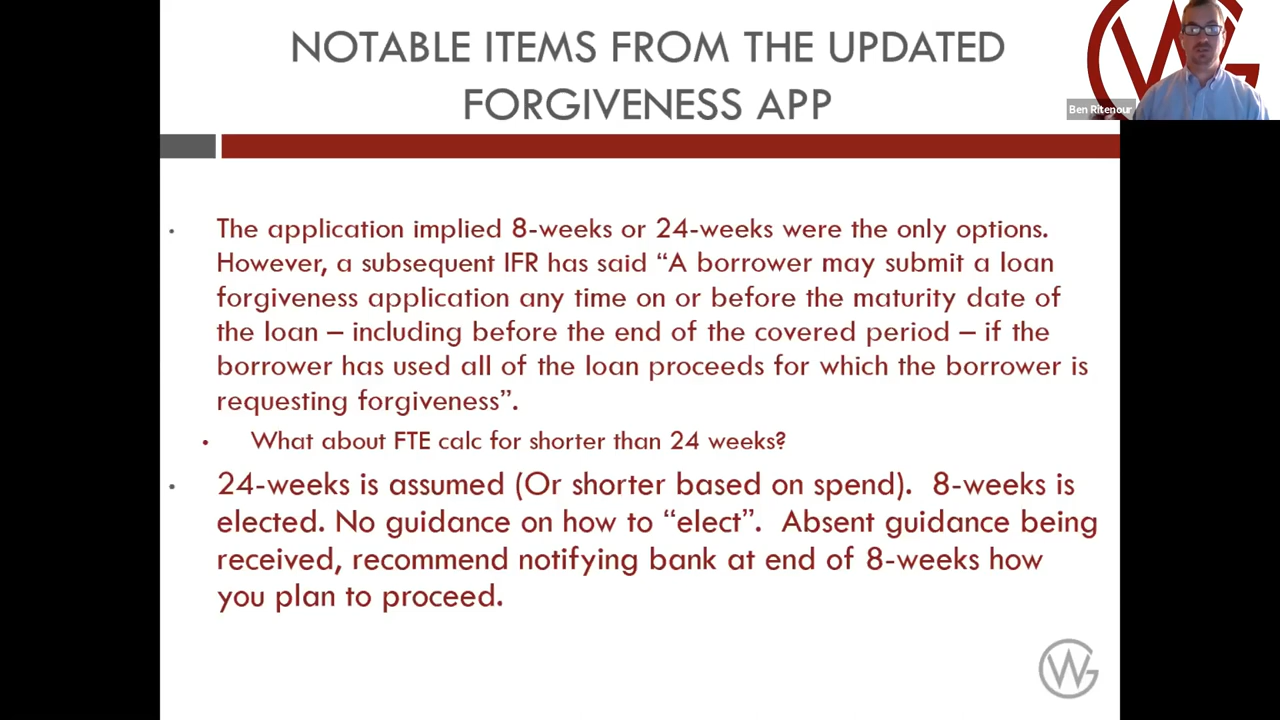 NOTABLE ITEMS FROM THE UPDATED
FORGIVENESS APP
Ben Ritenour
• The application implied 8-weeks or 24-weeks were the only options.
However, a subsequent IFR has said “A borrower may submit a loan
forgiveness application any time on or before the maturity date of
the loan – including before the end of the covered period – if the
borrower has used all of the loan proceeds for which the borrower is
requesting forgiveness”.
• What about FTE calc for shorter than 24 weeks?
• 24-weeks is assumed (Or shorter based on spend). 8-weeks is
elected. No guidance on how to “elect”. Absent guidance being
received, recommend notifying bank at end of 8-weeks how
you plan to proceed.